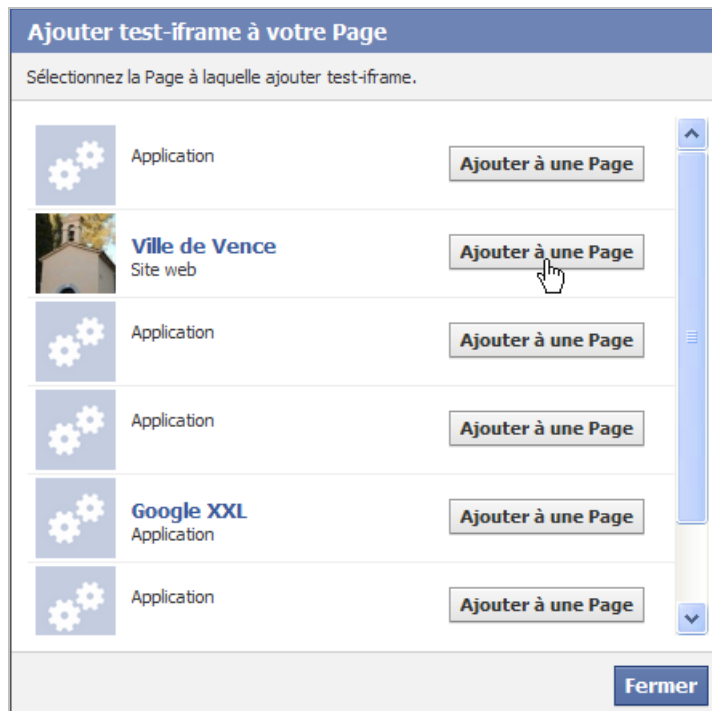 Ajouter test-iframe à votre Page
Sélectionnez la Page à laquelle ajouter test-iframe.
Application
Ajouter à une Page
Ville de Vence
Site web
Ajouter à une Page
Application
Ajouter à une Page
Application
Ajouter à une Page
Google XXL
Application
Ajouter à une Page
Application
Ajouter à une Page
Fermer